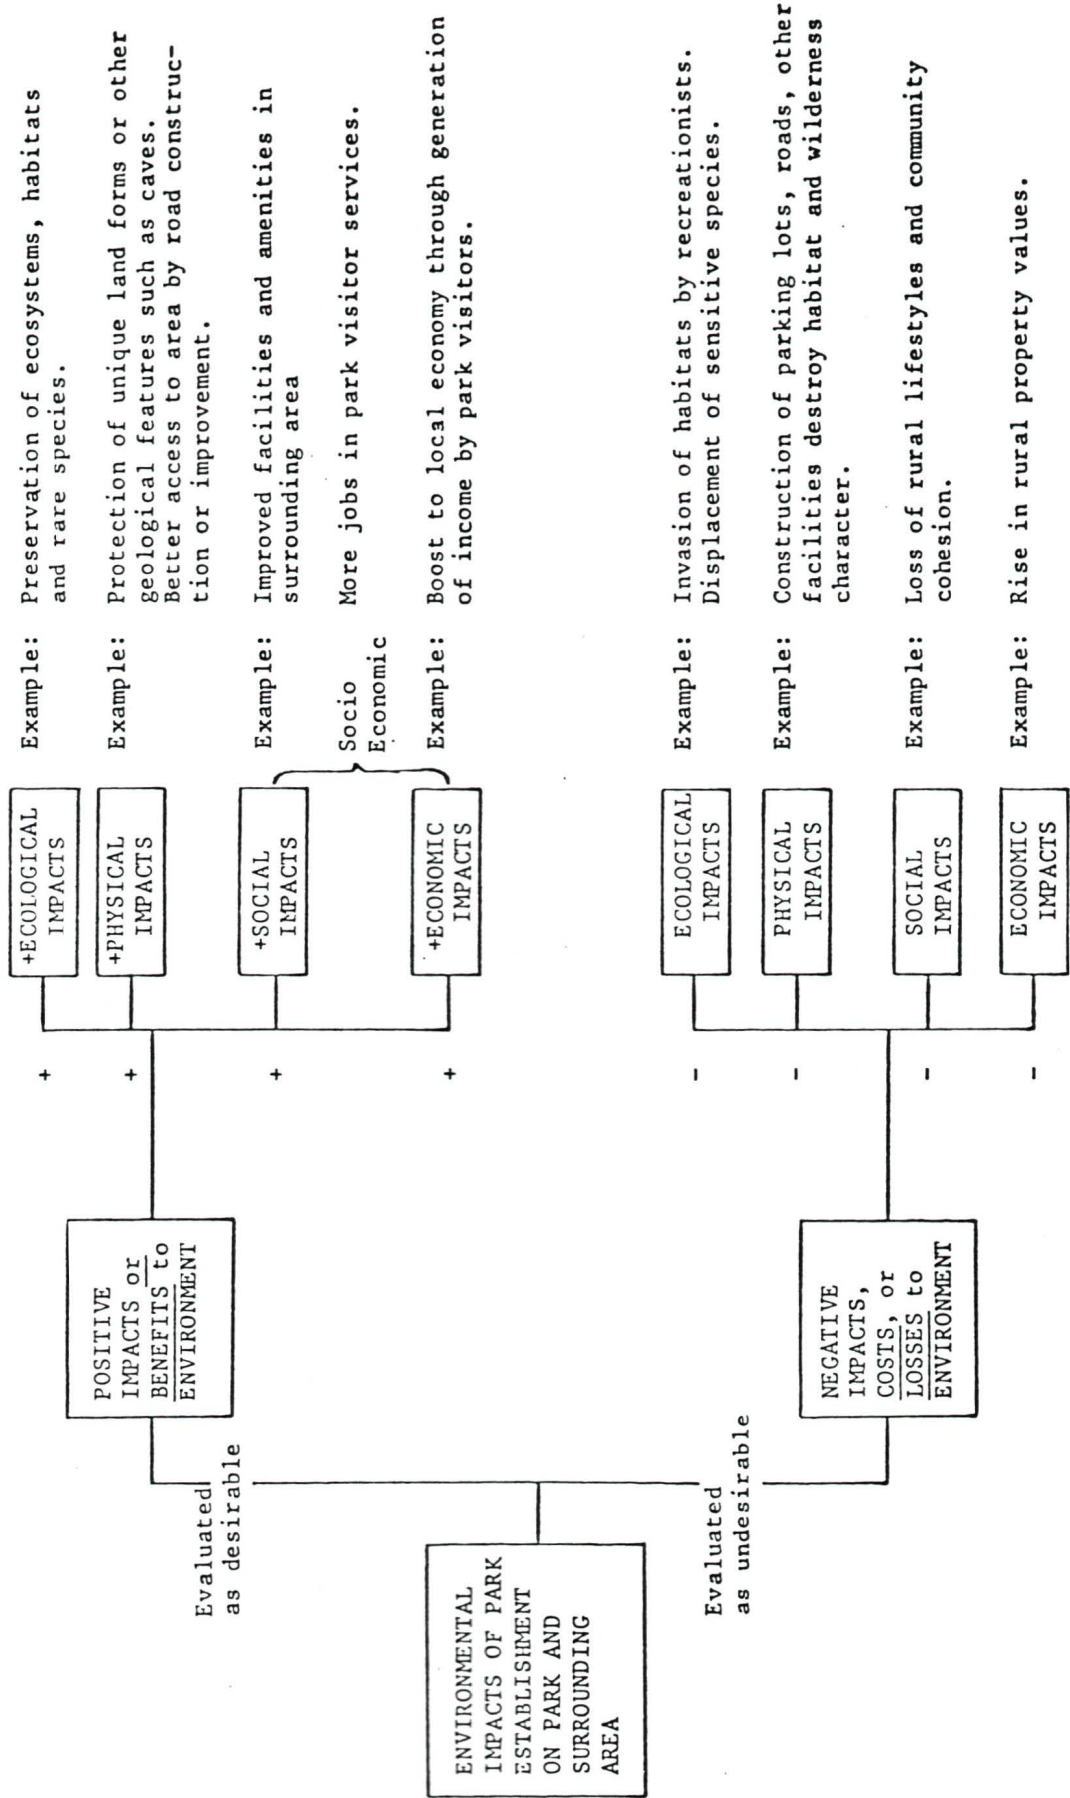 ENVIRONMENTAL
IMPACTS OF PARK
ESTABLISHMENT
ON PARK AND
SURROUNDING
AREA
Evaluated
as desirable
POSITIVE
IMPACTS or
BENEFITS to
ENVIRONMENT
+
+ECOLOGICAL
IMPACTS
Example: Preservation of ecosystems, habitats
and rare species.
+
+PHYSICAL
IMPACTS
Example: Protection of unique land forms or other
geological features such as caves.
Better access to area by road construc-
tion or improvement.
+
+SOCIAL
IMPACTS
Example: Improved facilities and amenities in
surrounding area
Socio
Economic
More jobs in park visitor services.
+
+ECONOMIC
IMPACTS
Example: Boost to local economy through generation
of income by park visitors.
Evaluated
as undesirable
NEGATIVE
IMPACTS,
COSTS, or
LOSSES to
ENVIRONMENT
-
ECOLOGICAL
IMPACTS
Example: Invasion of habitats by recreationists.
Displacement of sensitive species.
-
PHYSICAL
IMPACTS
Example: Construction of parking lots, roads, other
facilities destroy habitat and wilderness
character.
-
SOCIAL
IMPACTS
Example: Loss of rural lifestyles and community
cohesion.
-
ECONOMIC
IMPACTS
Example: Rise in rural property values.